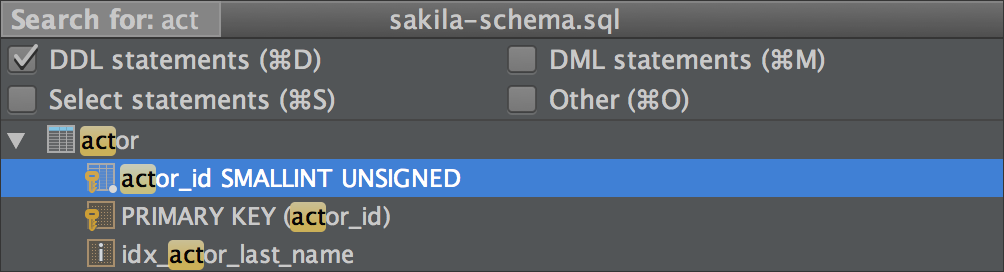 Search for: act sakila-schema.sql
DDL statements (⌘D) DML statements (⌘M)
Select statements (⌘S) Other (⌘O)
actor
actor_id SMALLINT UNSIGNED
PRIMARY KEY (actor_id)
idx_actor_last_name